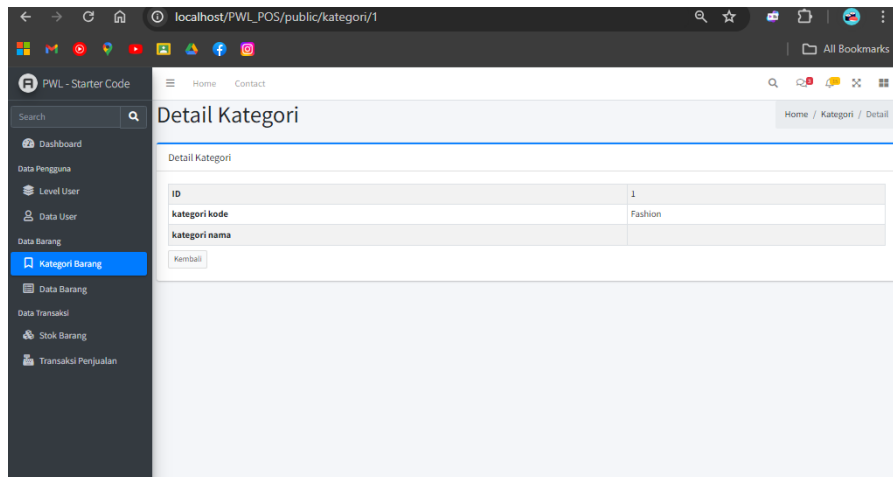 localhost/PWL_POS/public/kategori/1
All Bookmarks
PWL - Starter Code
Home Contact
Search
Detail Kategori
Home / Kategori / Detail
Dashboard
Data Pengguna
Level User
Data User
Data Barang
Kategori Barang
Data Barang
Data Transaksi
Stok Barang
Transaksi Penjualan
Detail Kategori
ID 1
kategori kode Fashion
kategori nama
Kembali